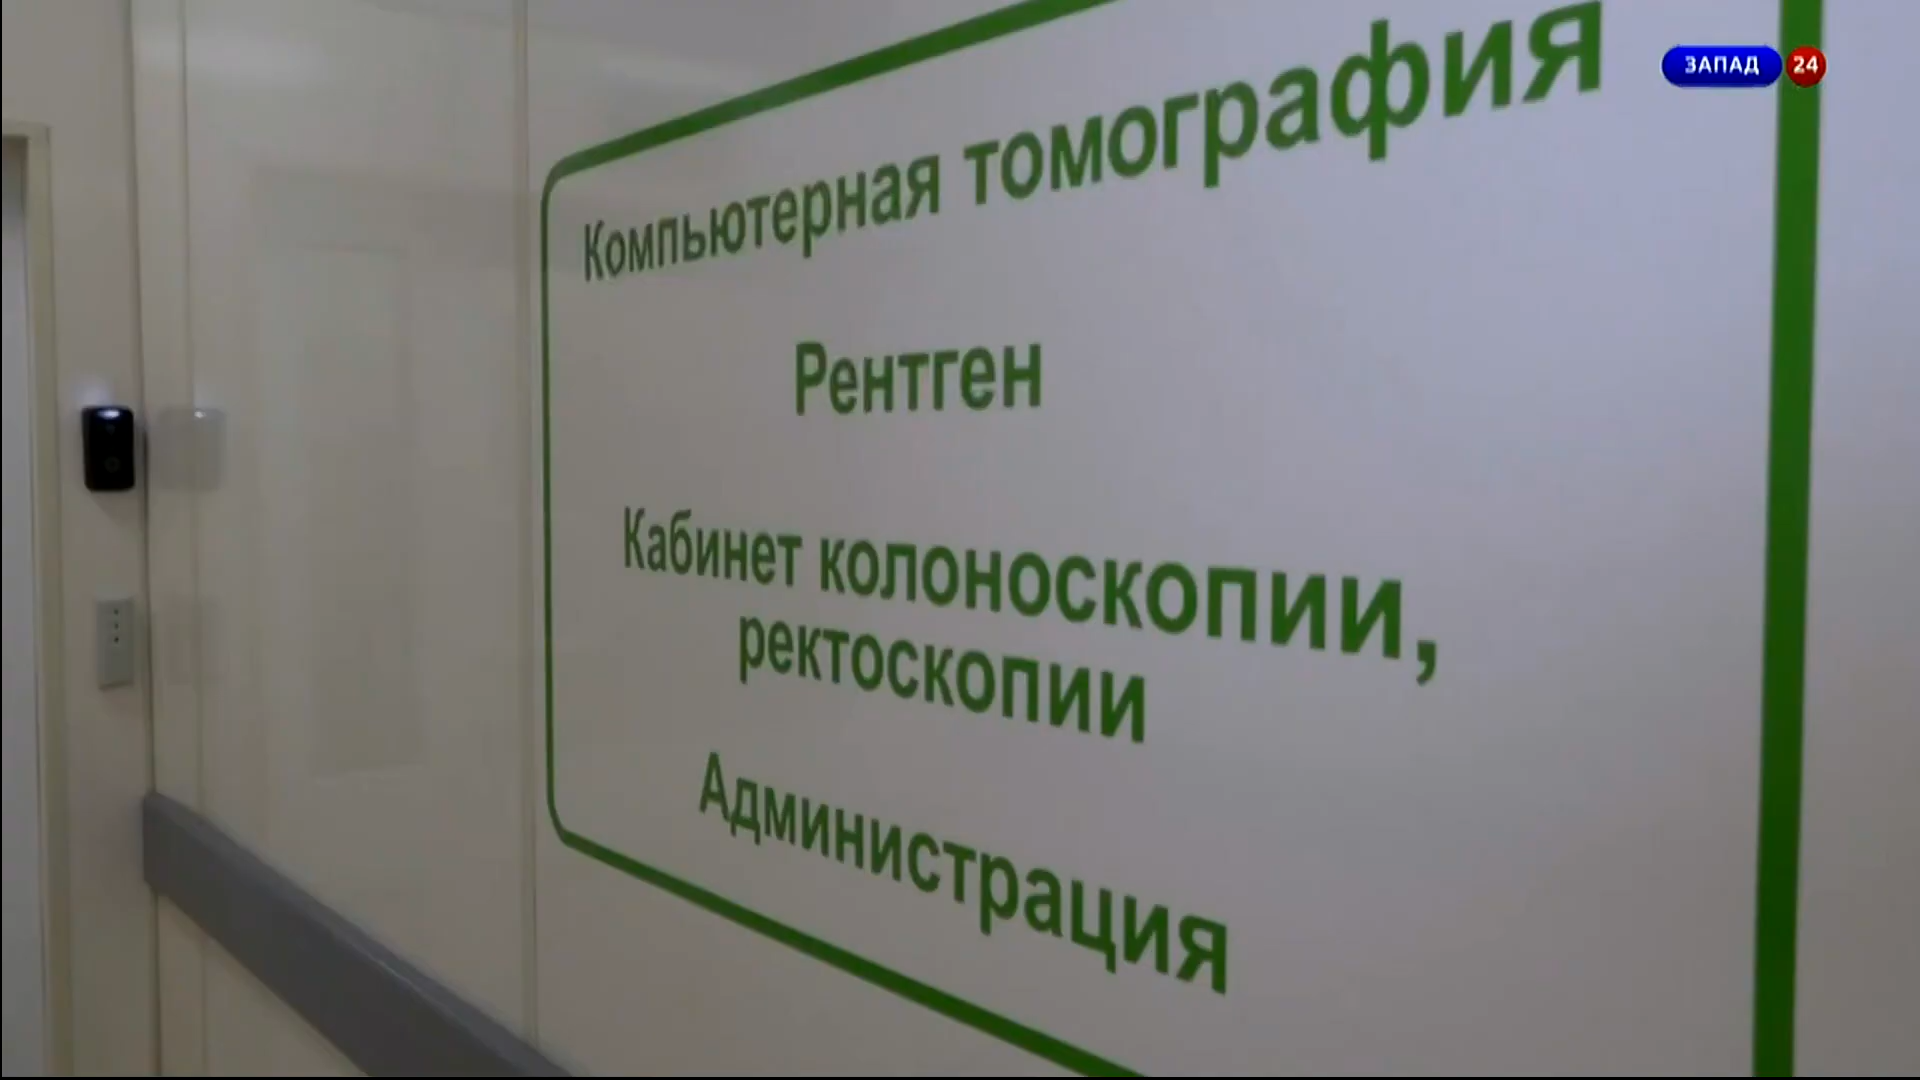 ЗАПАД 24
Компьютерная томография
Рентген
Кабинет колоноскопии,
ректоскопии
Администрация